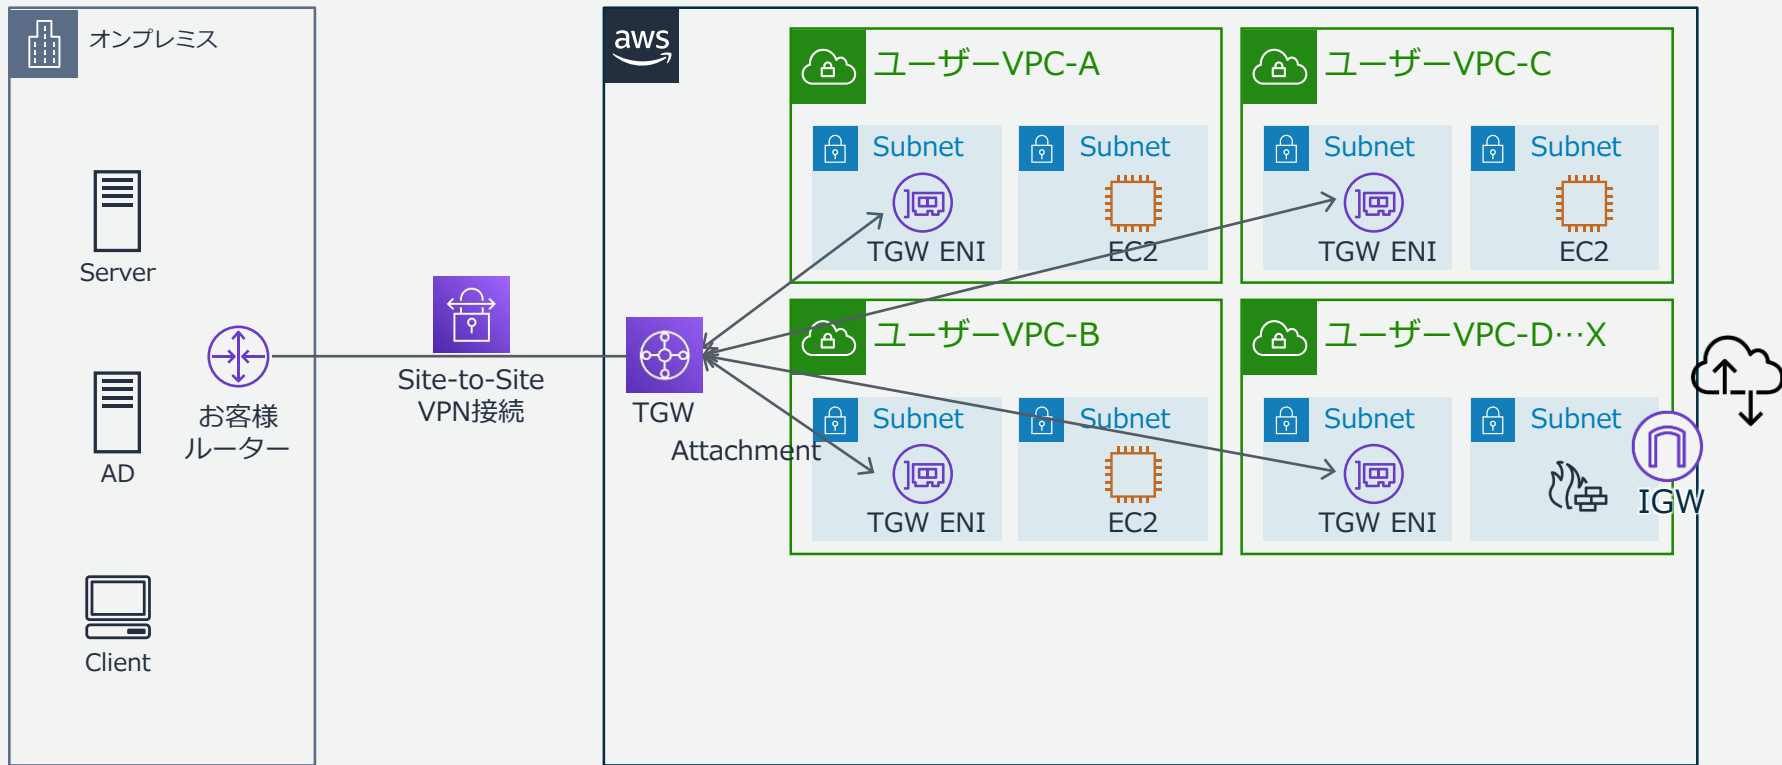 オンプレミス
Server
AD
Client
お客様
ルーター
Site-to-Site
VPN接続
aws
TGW
Attachment
ユーザーVPC-A
Subnet
TGW ENI
Subnet
EC2
ユーザーVPC-C
Subnet
TGW ENI
Subnet
EC2
ユーザーVPC-B
Subnet
TGW ENI
Subnet
EC2
ユーザーVPC-D…X
Subnet
TGW ENI
Subnet
IGW